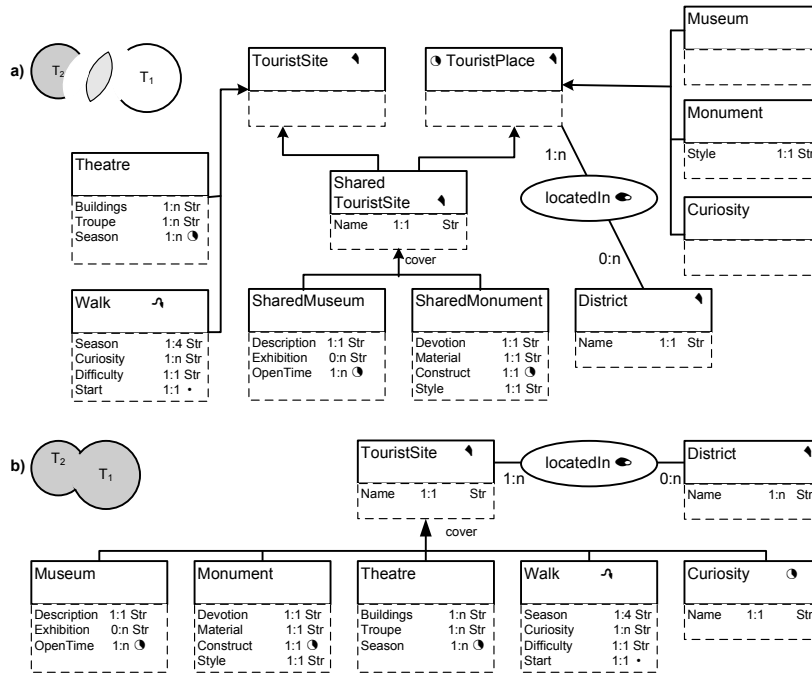 a)
T2
T1
TouristSite
TouristPlace
Museum
Monument
Style 1:1 Str
Curiosity
Theatre
Buildings 1:n Str
Troupe 1:n Str
Season 1:n
1:n
locatedIn
0:n
Shared
TouristSite
Name 1:1 Str
cover
Walk
Season 1:4 Str
Curiosity 1:n Str
Difficulty 1:1 Str
Start 1:1
SharedMuseum
Description 1:1 Str
Exhibition 0:n Str
OpenTime 1:n
SharedMonument
Devotion 1:1 Str
Material 1:1 Str
Construct 1:1
Style 1:1 Str
District
Name 1:1 Str
b)
T2
T1
TouristSite
Name 1:1 Str
1:n
locatedIn
0:n
District
Name 1:n Str
cover
Museum
Description 1:1 Str
Exhibition 0:n Str
OpenTime 1:n
Monument
Devotion 1:1 Str
Material 1:1 Str
Construct 1:1
Style 1:1 Str
Theatre
Buildings 1:n Str
Troupe 1:n Str
Season 1:n
Walk
Season 1:4 Str
Curiosity 1:n Str
Difficulty 1:1 Str
Start 1:1
Curiosity
Name 1:1 Str